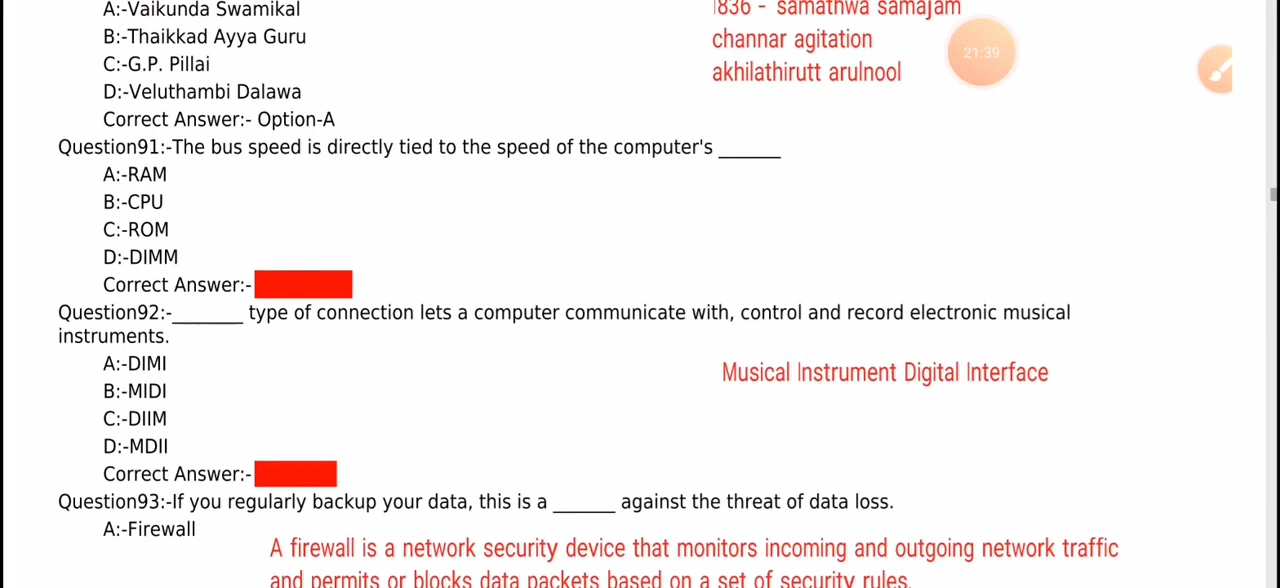 A:-Vaikunda Swamikal
1836 - samathwa samajam
B:-Thaikkad Ayya Guru
channar agitation
21:39
C:-G.P. Pillai
akhilathirutt arulnool
D:-Veluthambi Dalawa
Correct Answer:- Option-A
Question91:-The bus speed is directly tied to the speed of the computer's ______
A:-RAM
B:-CPU
C:-ROM
D:-DIMM
Correct Answer:-
Question92:-_______ type of connection lets a computer communicate with, control and record electronic musical
instruments.
A:-DIMI
Musical Instrument Digital Interface
B:-MIDI
C:-DIIM
D:-MDII
Correct Answer:-
Question93:-If you regularly backup your data, this is a ______ against the threat of data loss.
A:-Firewall
A firewall is a network security device that monitors incoming and outgoing network traffic
and permits or blocks data packets based on a set of security rules.